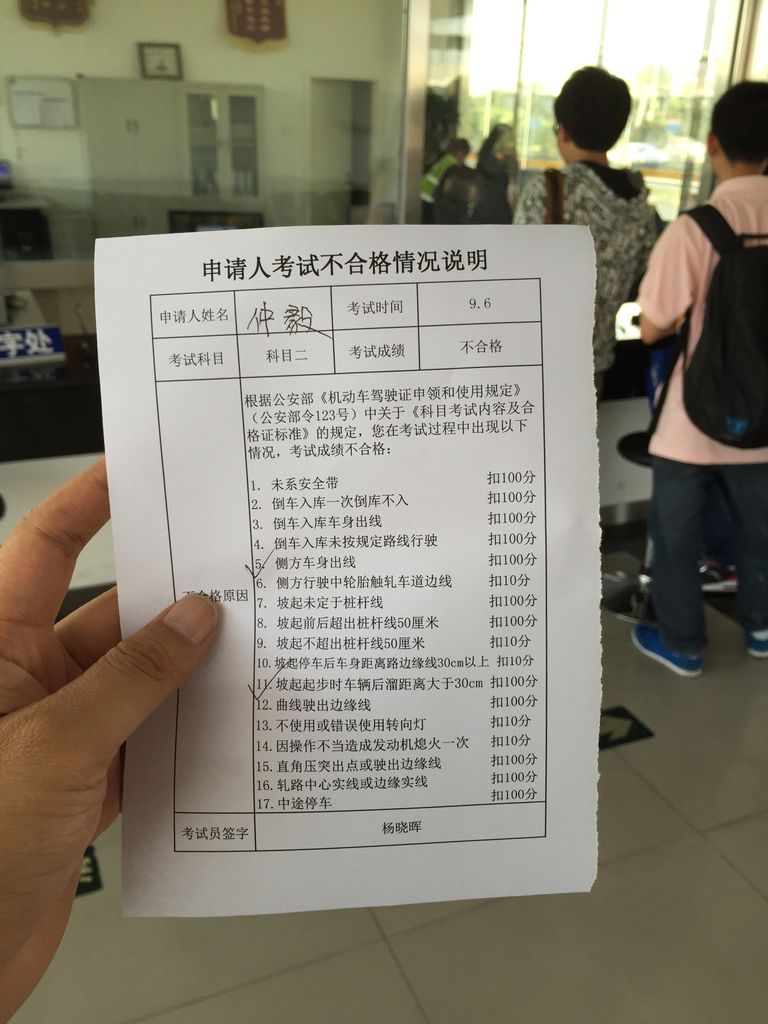 申请人考试不合格情况说明
申请人姓名 仲毅 考试时间 9.6
考试科目 科目二 考试成绩 不合格
根据公安部《机动车驾驶证申领和使用规定》
（公安部令123号）中关于《科目考试内容及合
格证标准》的规定，您在考试过程中出现以下
情况，考试成绩不合格：
1. 未系安全带 扣100分
2. 倒车入库一次倒库不入 扣100分
3. 倒车入库车身出线 扣100分
4. 倒车入库未按规定路线行驶 扣100分
5. 侧方车身出线 扣100分
6. 侧方行驶中轮胎触轧车道边线 扣10分
不合格原因
7. 坡起未定于桩杆线 扣100分
8. 坡起前后超出桩杆线50厘米 扣100分
9. 坡起不超出桩杆线50厘米 扣10分
10. 坡起停车后车身距离路边缘线30cm以上 扣10分
11. 坡起起步时车辆后溜距离大于30cm 扣100分
12. 曲线驶出边缘线 扣100分
13. 不使用或错误使用转向灯 扣10分
14. 因操作不当造成发动机熄火一次 扣10分
15. 直角压突出点或驶出边缘线 扣100分
16. 轧路中心实线或边缘实线 扣100分
17. 中途停车 扣100分
考试员签字 杨晓晖
字处